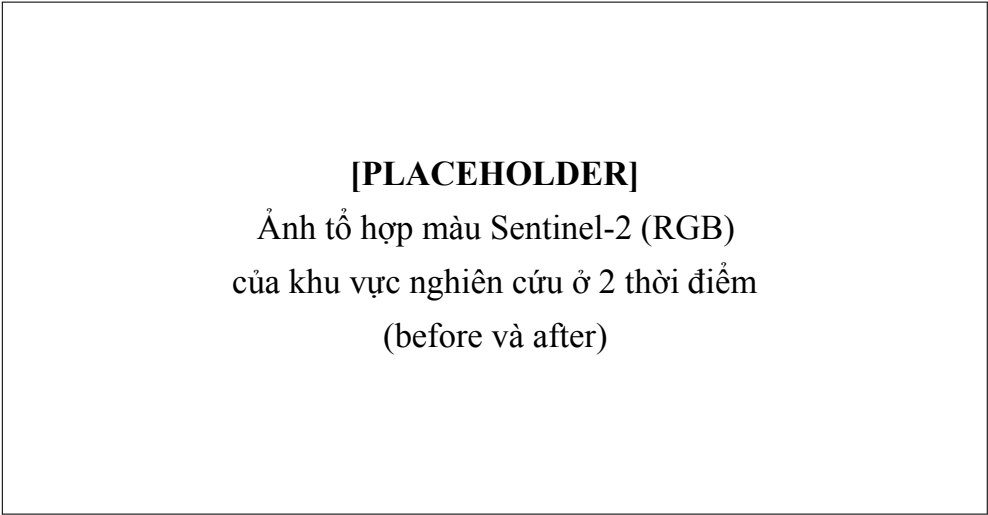 [PLACEHOLDER]
Ảnh tổ hợp màu Sentinel-2 (RGB)
của khu vực nghiên cứu ở 2 thời điểm
(before và after)